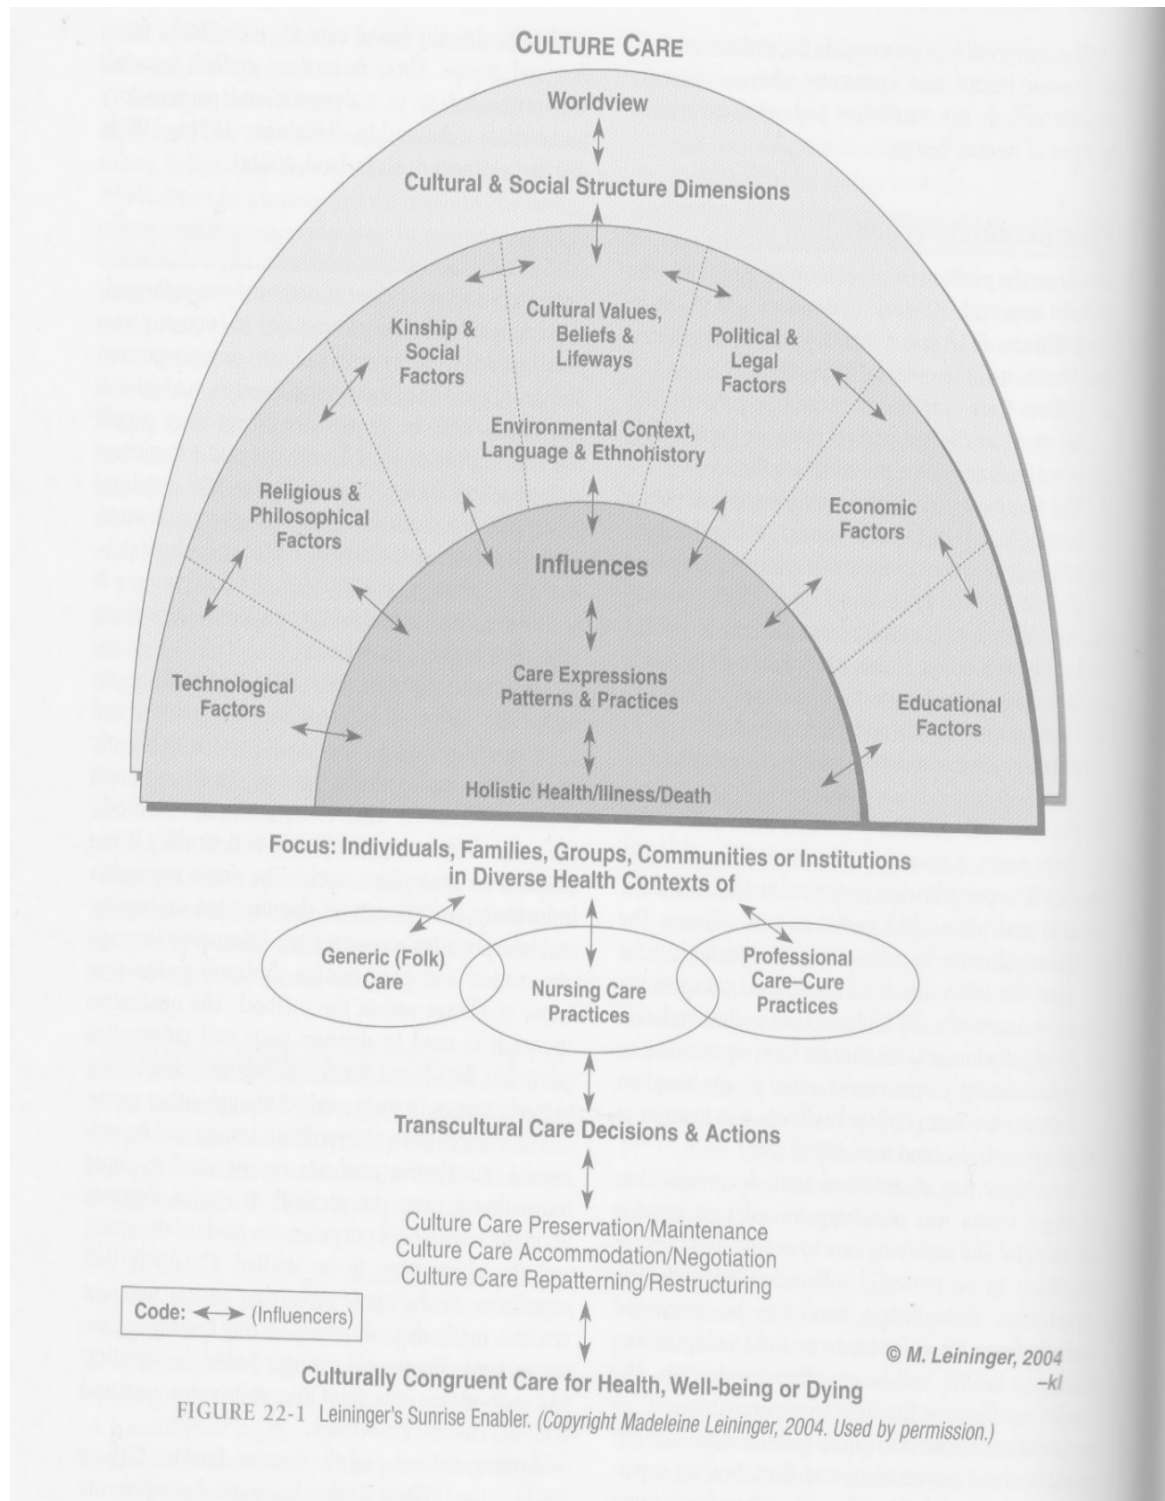 CULTURE CARE
Worldview
Cultural & Social Structure Dimensions
Cultural Values,
Beliefs &
Lifeways
Kinship &
Social
Factors
Political &
Legal
Factors
Environmental Context,
Language & Ethnohistory
Religious &
Philosophical
Factors
Economic
Factors
Influences
Care Expressions
Patterns & Practices
Technological
Factors
Educational
Factors
Holistic Health/Illness/Death
Focus: Individuals, Families, Groups, Communities or Institutions
in Diverse Health Contexts of
Generic (Folk)
Care
Nursing Care
Practices
Professional
Care–Cure
Practices
Transcultural Care Decisions & Actions
Culture Care Preservation/Maintenance
Culture Care Accommodation/Negotiation
Culture Care Repatterning/Restructuring
Code: ↔ (Influencers)
© M. Leininger, 2004
–kl
Culturally Congruent Care for Health, Well-being or Dying
FIGURE 22-1 Leininger's Sunrise Enabler. (Copyright Madeleine Leininger, 2004. Used by permission.)